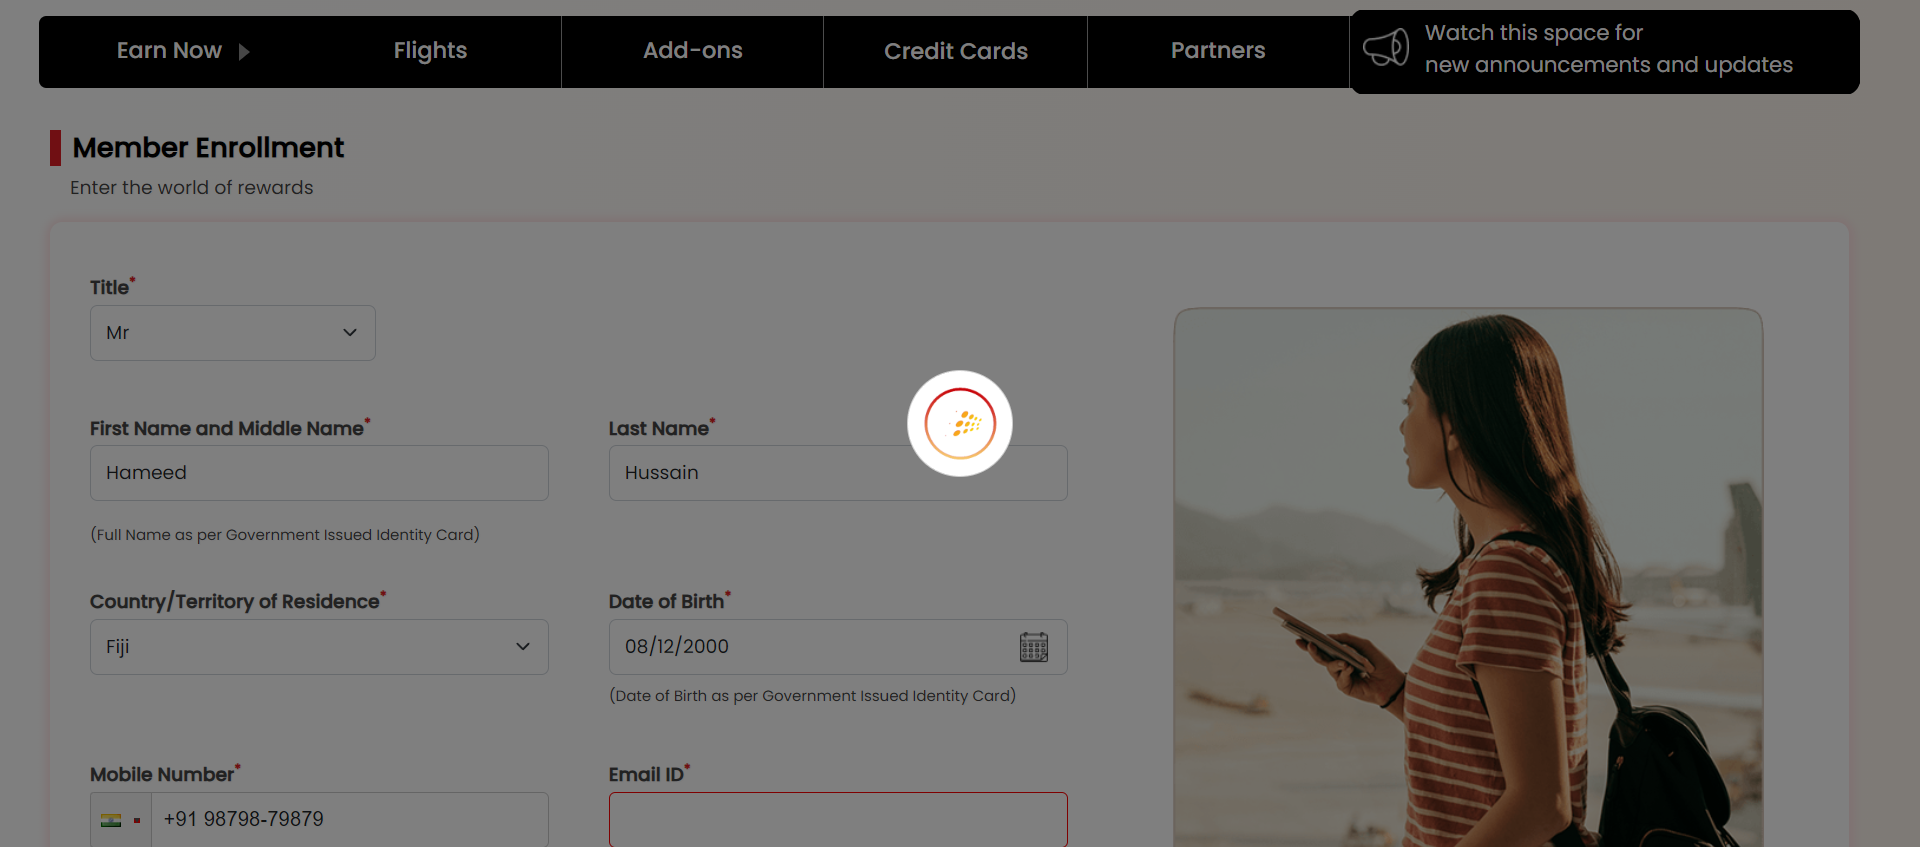 Earn Now
Flights
Add-ons
Credit Cards
Partners
Watch this space for
new announcements and updates
Member Enrollment
Enter the world of rewards
Title*
Mr
First Name and Middle Name*
Last Name*
Hameed
Hussain
(Full Name as per Government Issued Identity Card)
Country/Territory of Residence*
Date of Birth*
Fiji
08/12/2000
(Date of Birth as per Government Issued Identity Card)
Mobile Number*
Email ID*
+91 98798-79879